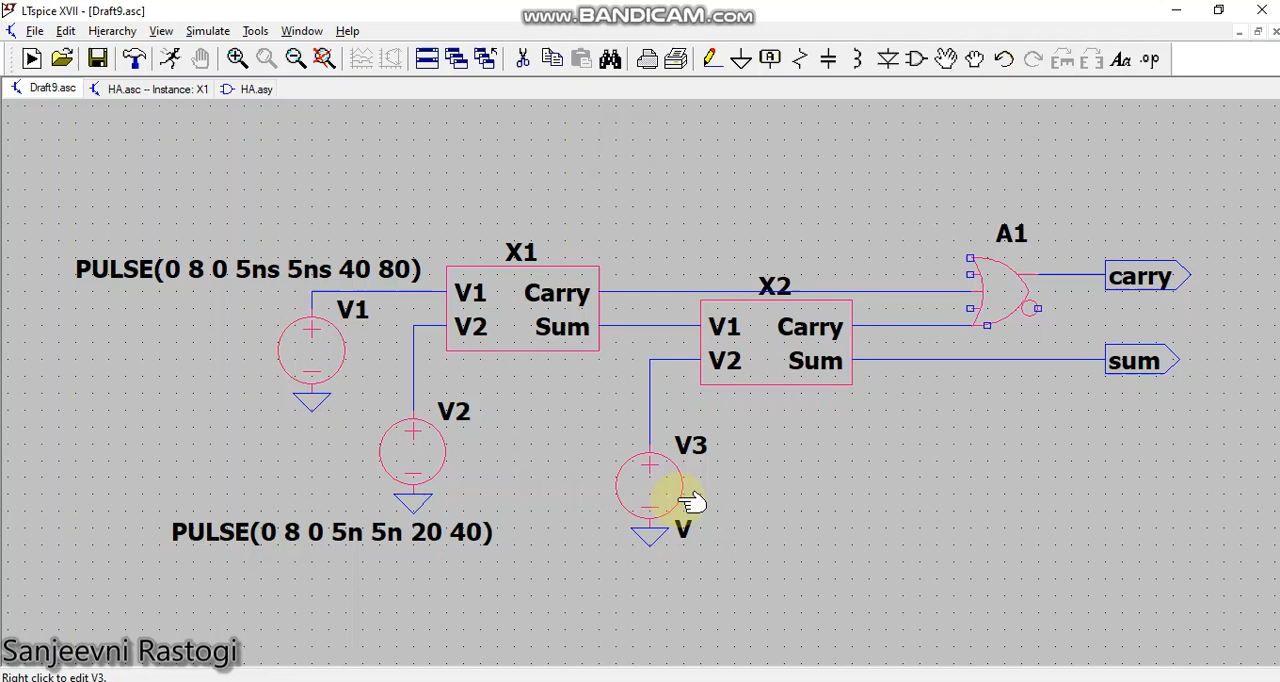 LTspice XVII - [Draft9.asc]
www.BANDICAM.com
File Edit Hierarchy View Simulate Tools Window Help
Aa .op
Draft9.asc HA.asc -- Instance: X1 HA.asy
A1
X1
PULSE(0 8 0 5ns 5ns 40 80)
carry
X2
V1 Carry
V1
V2 Sum
V1 Carry
V2 Sum
sum
V2
V3
PULSE(0 8 0 5n 5n 20 40)
V
Sanjeevni Rastogi
Right click to edit V3.